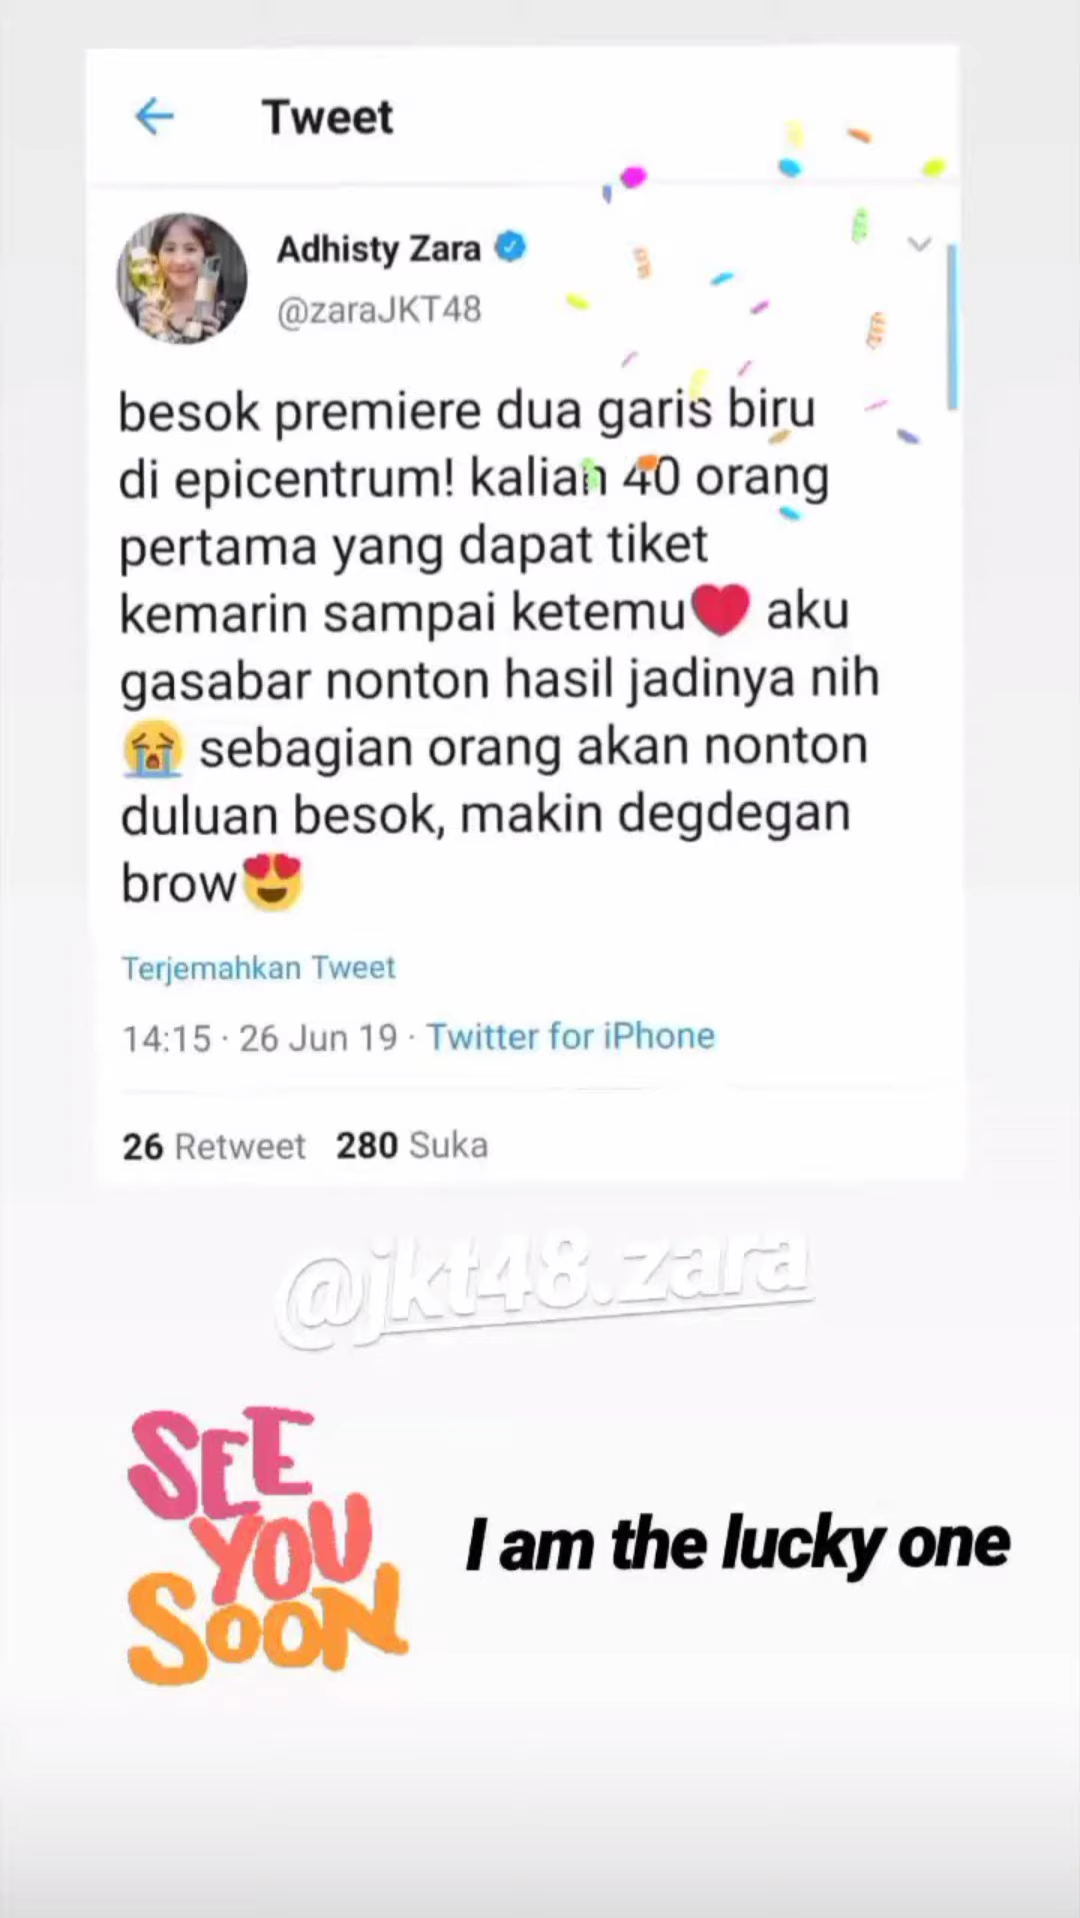 Tweet
Adhisty Zara
@zaraJKT48
besok premiere dua garis biru
di epicentrum! kalian 40 orang
pertama yang dapat tiket
kemarin sampai ketemu❤️ aku
gasabar nonton hasil jadinya nih
😭 sebagian orang akan nonton
duluan besok, makin degdegan
brow😍
Terjemahkan Tweet
14:15 · 26 Jun 19 · Twitter for iPhone
26 Retweet 280 Suka
@jkt48.zara
SEE
YOU
SOON
I am the lucky one